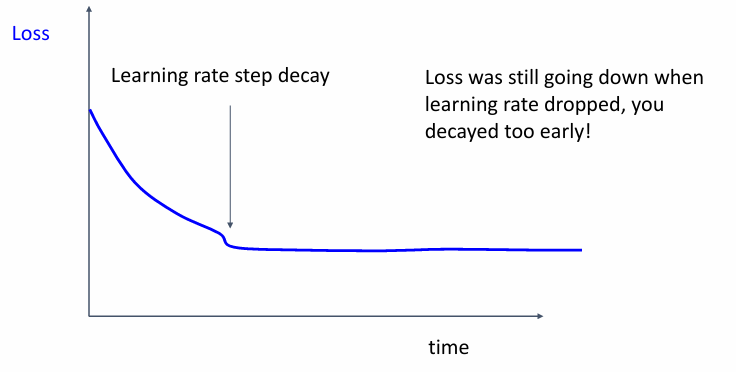 Loss
Learning rate step decay
Loss was still going down when
learning rate dropped, you
decayed too early!
time